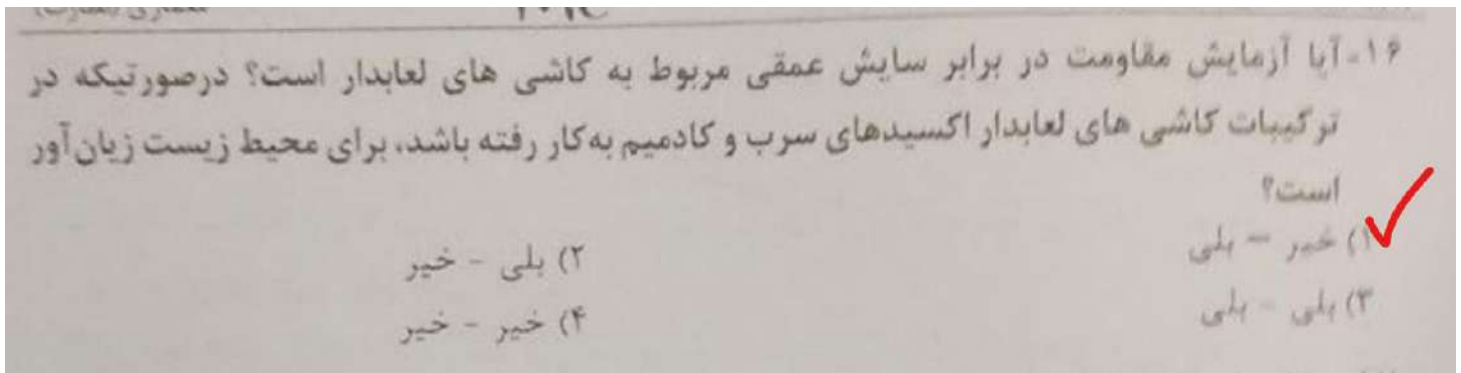 ۱۶- آیا آزمایش مقاومت در برابر سایش عمقی مربوط به کاشی های لعابدار است؟ درصورتیکه در
ترکیبات کاشی های لعابدار اکسیدهای سرب و کادمیم به‌کار رفته باشد، برای محیط زیست زیان‌آور
است؟
۱) خیر - بلی
۲) بلی - خیر
۳) بلی - بلی
۴) خیر - خیر